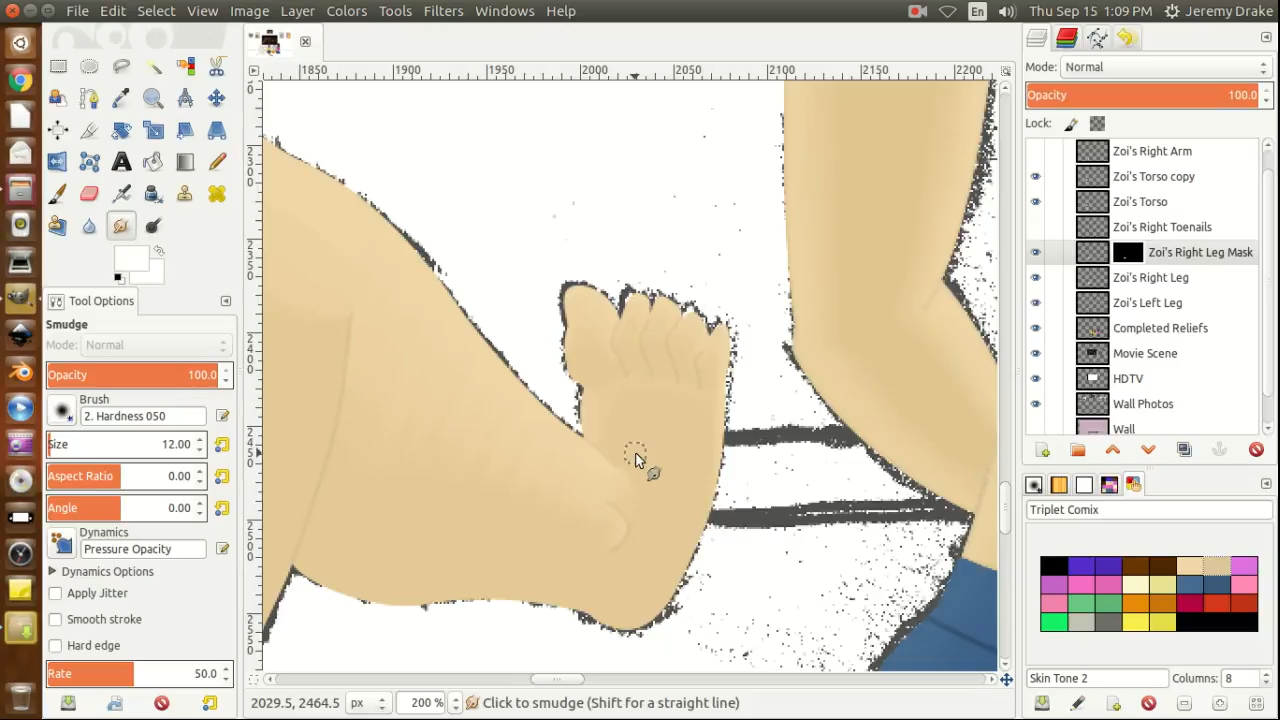 File Edit Select View Image Layer Colors Tools Filters Windows Help
En Thu Sep 15 1:09 PM Jeremy Drake
1850 1900 1950 2000 2050 2100 2150 2200
Tool Options
Smudge
Mode: Normal
Opacity 100.0
Brush
2. Hardness 050
Size 12.00
Aspect Ratio 0.00
Angle 0.00
Dynamics
Pressure Opacity
Dynamics Options
Apply Jitter
Smooth stroke
Hard edge
Rate 50.0
2029.5, 2464.5 px 200 % Click to smudge (Shift for a straight line)
Mode: Normal
Opacity 100.0
Lock:
Zoi's Right Arm
Zoi's Torso copy
Zoi's Torso
Zoi's Right Toenails
Zoi's Right Leg Mask
Zoi's Right Leg
Zoi's Left Leg
Completed Reliefs
Movie Scene
HDTV
Wall Photos
Wall
Triplet Comix
Skin Tone 2 Columns: 8